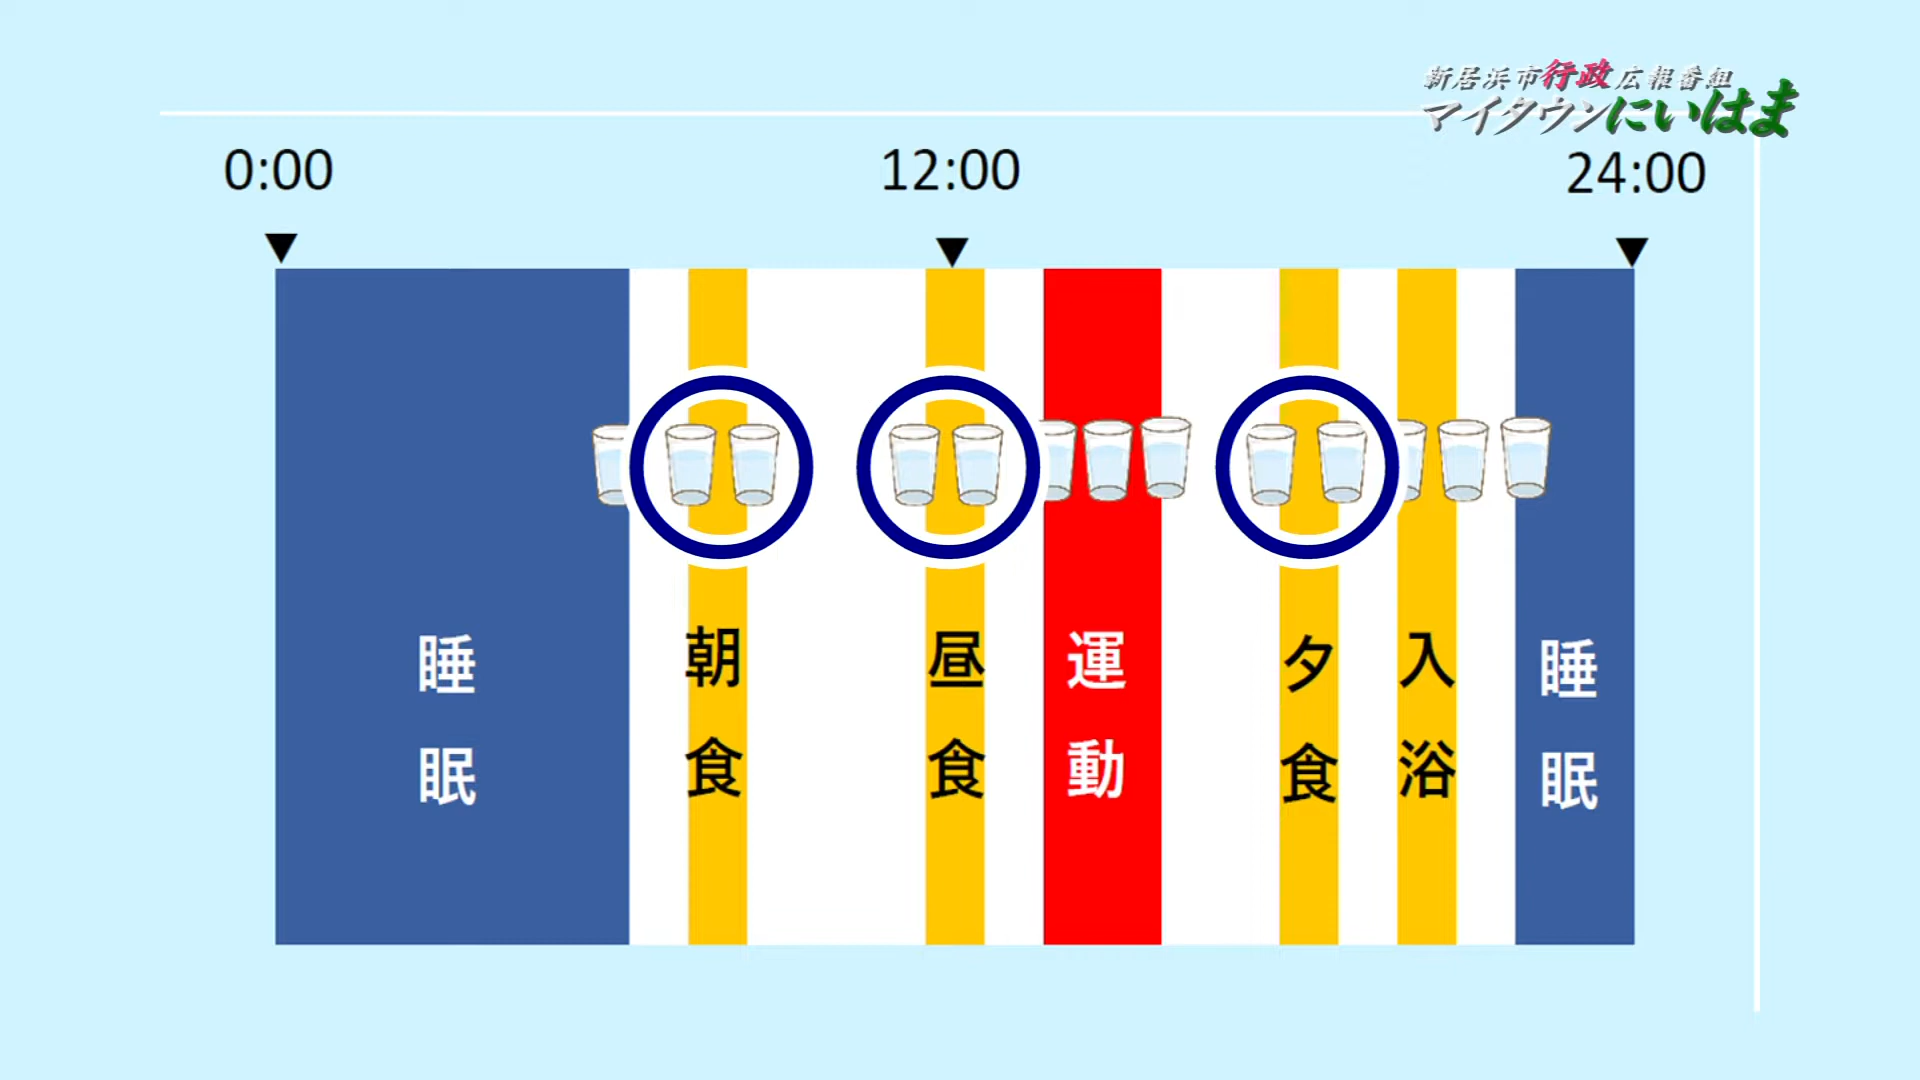 新居浜市行政広報番組
マイタウンにいはま
0:00
12:00
24:00
睡眠
朝食
昼食
運動
夕食
入浴
睡眠